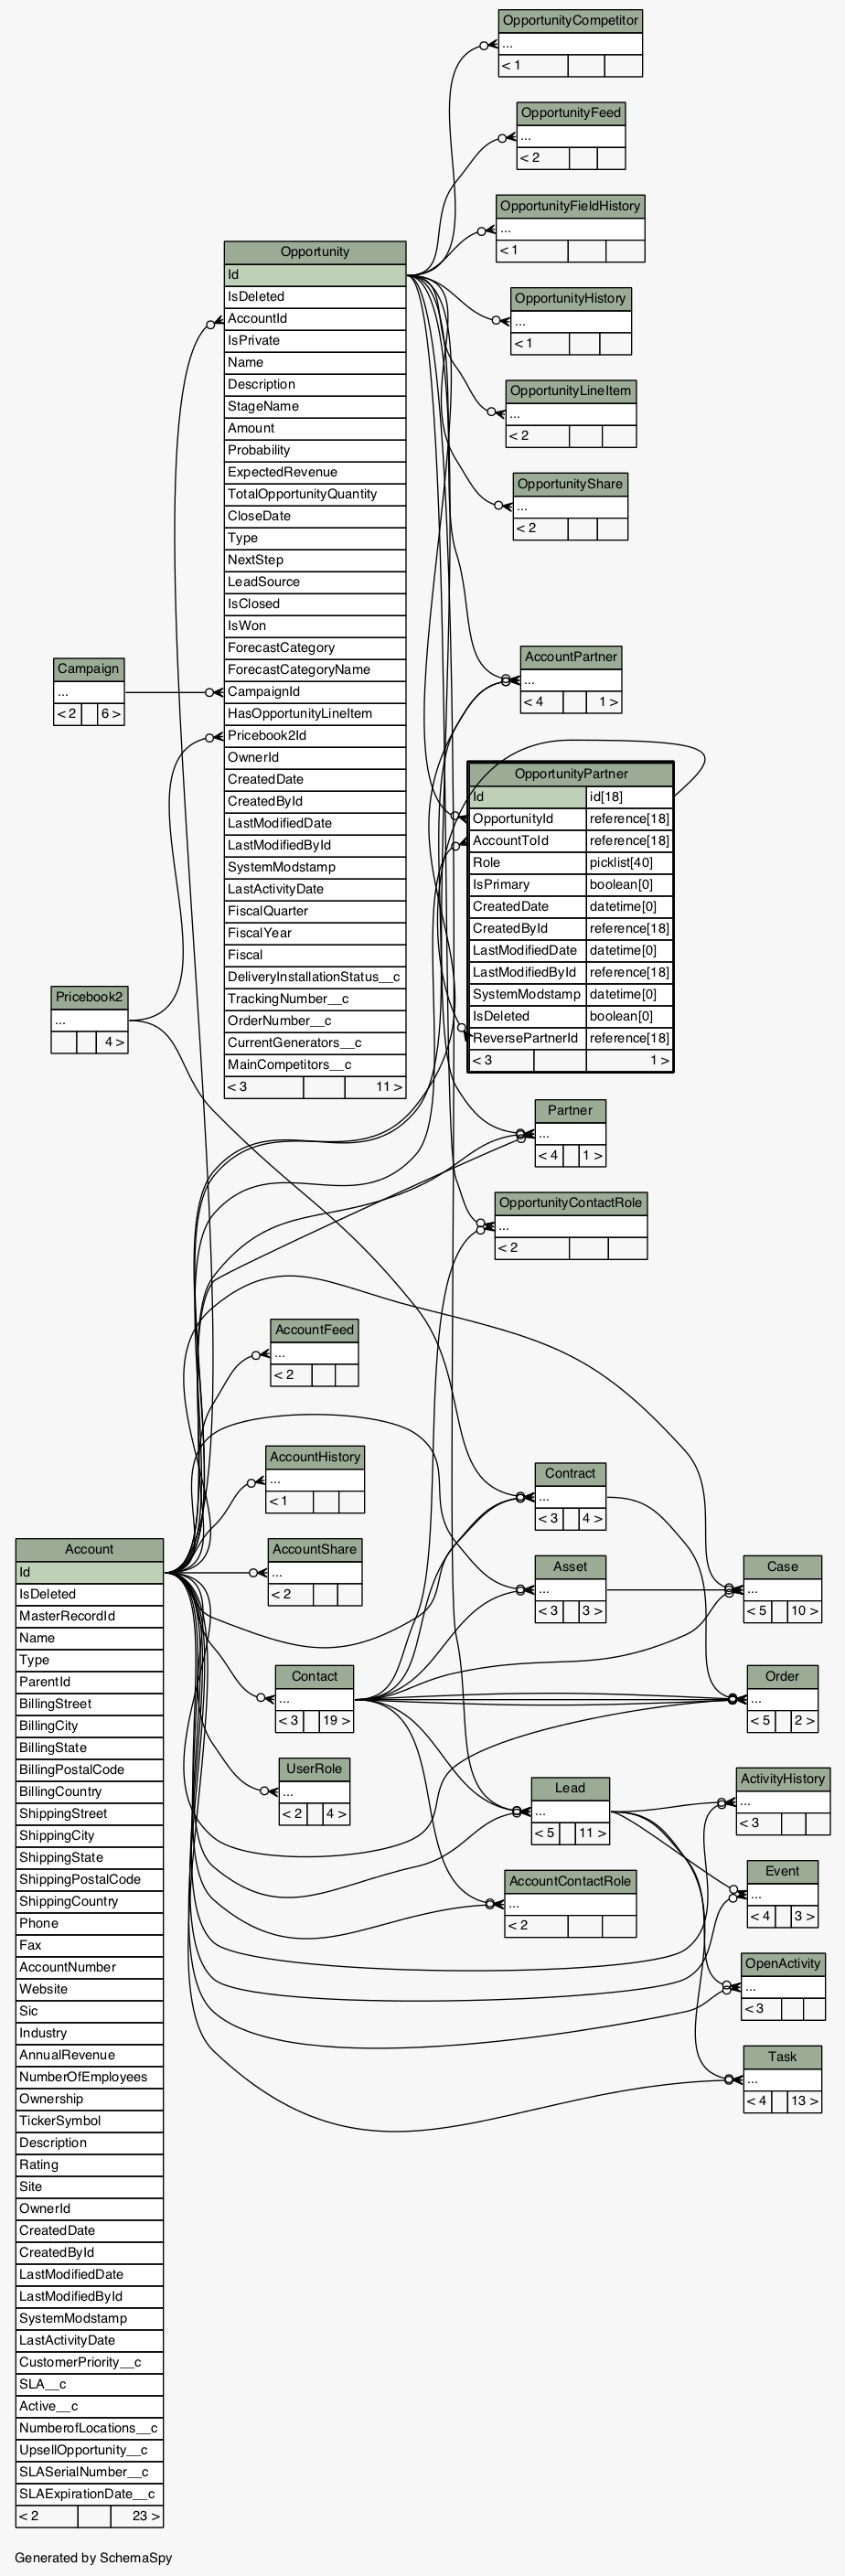 OpportunityCompetitor
...
< 1
OpportunityFeed
...
< 2
OpportunityFieldHistory
...
< 1
OpportunityHistory
...
< 1
OpportunityLineItem
...
< 2
OpportunityShare
...
< 2
Opportunity
Id
IsDeleted
AccountId
IsPrivate
Name
Description
StageName
Amount
Probability
ExpectedRevenue
TotalOpportunityQuantity
CloseDate
Type
NextStep
LeadSource
IsClosed
IsWon
ForecastCategory
ForecastCategoryName
CampaignId
HasOpportunityLineItem
Pricebook2Id
OwnerId
CreatedDate
CreatedById
LastModifiedDate
LastModifiedById
SystemModstamp
LastActivityDate
FiscalQuarter
FiscalYear
Fiscal
DeliveryInstallationStatus__c
TrackingNumber__c
OrderNumber__c
CurrentGenerators__c
MainCompetitors__c
< 3 11 >
Campaign
...
< 2 6 >
Pricebook2
...
4 >
AccountPartner
...
< 4 1 >
OpportunityPartner
Id id[18]
OpportunityId reference[18]
AccountToId reference[18]
Role picklist[40]
IsPrimary boolean[0]
CreatedDate datetime[0]
CreatedById reference[18]
LastModifiedDate datetime[0]
LastModifiedById reference[18]
SystemModstamp datetime[0]
IsDeleted boolean[0]
ReversePartnerId reference[18]
< 3 1 >
Partner
...
< 4 1 >
OpportunityContactRole
...
< 2
AccountFeed
...
< 2
AccountHistory
...
< 1
AccountShare
...
< 2
Contact
...
< 3 19 >
UserRole
...
< 2 4 >
Contract
...
< 3 4 >
Asset
...
< 3 3 >
Case
...
< 5 10 >
Order
...
< 5 2 >
Lead
...
< 5 11 >
ActivityHistory
...
< 3
AccountContactRole
...
< 2
Event
...
< 4 3 >
OpenActivity
...
< 3
Task
...
< 4 13 >
Account
Id
IsDeleted
MasterRecordId
Name
Type
ParentId
BillingStreet
BillingCity
BillingState
BillingPostalCode
BillingCountry
ShippingStreet
ShippingCity
ShippingState
ShippingPostalCode
ShippingCountry
Phone
Fax
AccountNumber
Website
Sic
Industry
AnnualRevenue
NumberOfEmployees
Ownership
TickerSymbol
Description
Rating
Site
OwnerId
CreatedDate
CreatedById
LastModifiedDate
LastModifiedById
SystemModstamp
LastActivityDate
CustomerPriority__c
SLA__c
Active__c
NumberofLocations__c
UpsellOpportunity__c
SLASerialNumber__c
SLAExpirationDate__c
< 2 23 >
Generated by SchemaSpy